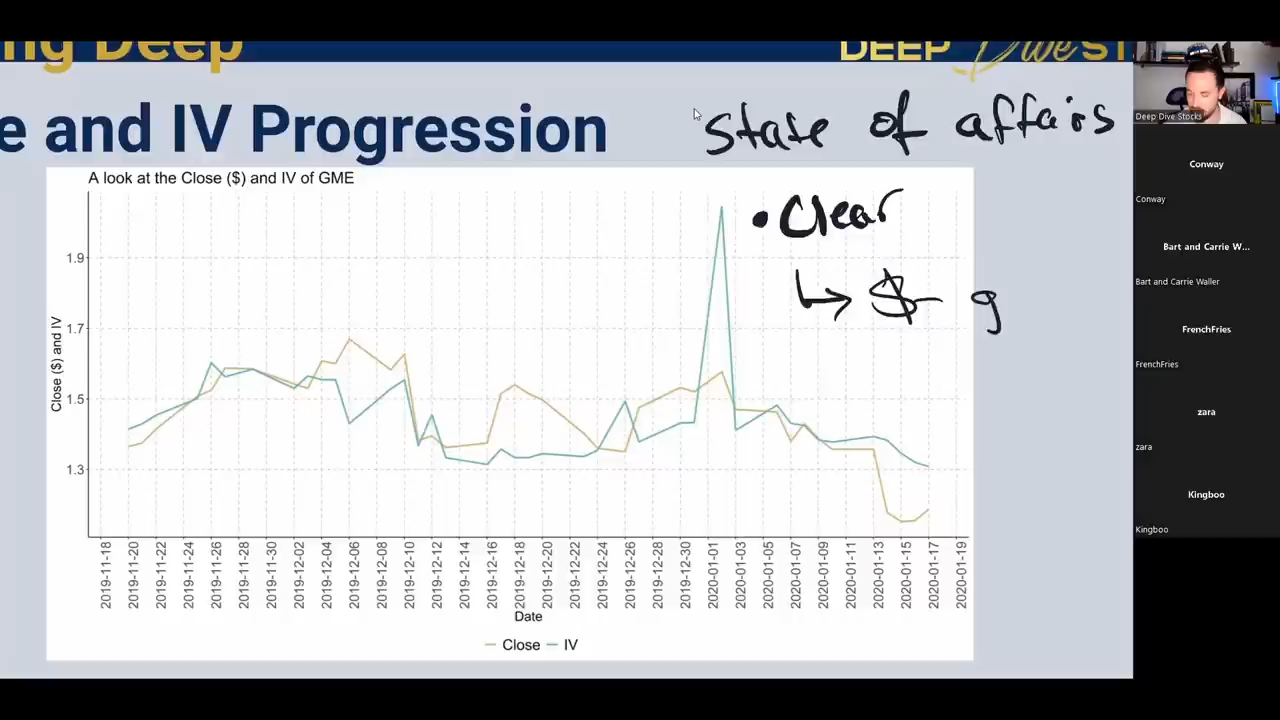 ng Deep
DEEP Dive ST
e and IV Progression
State of affairs
A look at the Close ($) and IV of GME
• Clear
↳ $ g
1.9
1.7
1.5
1.3
Close ($) and IV
2019-11-18
2019-11-20
2019-11-22
2019-11-24
2019-11-26
2019-11-28
2019-11-30
2019-12-02
2019-12-04
2019-12-06
2019-12-08
2019-12-10
2019-12-12
2019-12-14
2019-12-16
2019-12-18
2019-12-20
2019-12-22
2019-12-24
2019-12-26
2019-12-28
2019-12-30
2020-01-01
2020-01-03
2020-01-05
2020-01-07
2020-01-09
2020-01-11
2020-01-13
2020-01-15
2020-01-17
2020-01-19
Date
Close IV
Deep Dive Stocks
Conway
Conway
Bart and Carrie W...
Bart and Carrie Waller
FrenchFries
FrenchFries
zara
zara
Kingboo
Kingboo